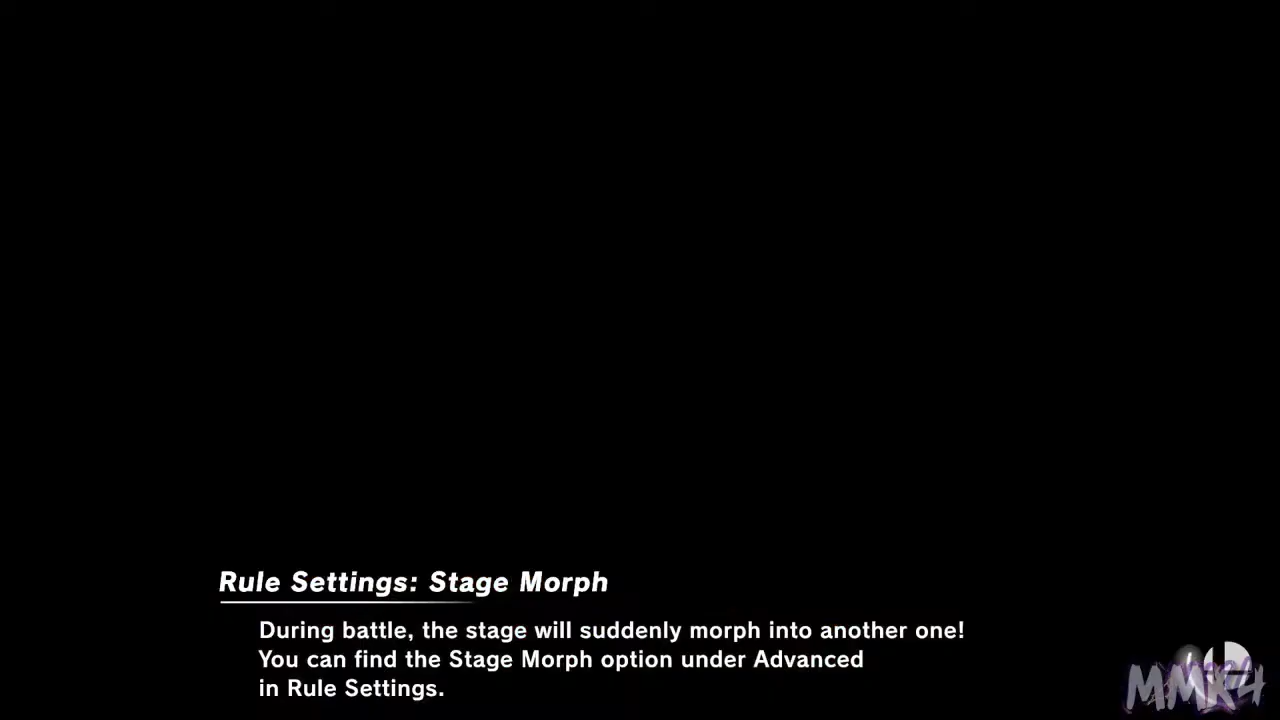 Rule Settings: Stage Morph
During battle, the stage will suddenly morph into another one!
You can find the Stage Morph option under Advanced
in Rule Settings.
MMK4